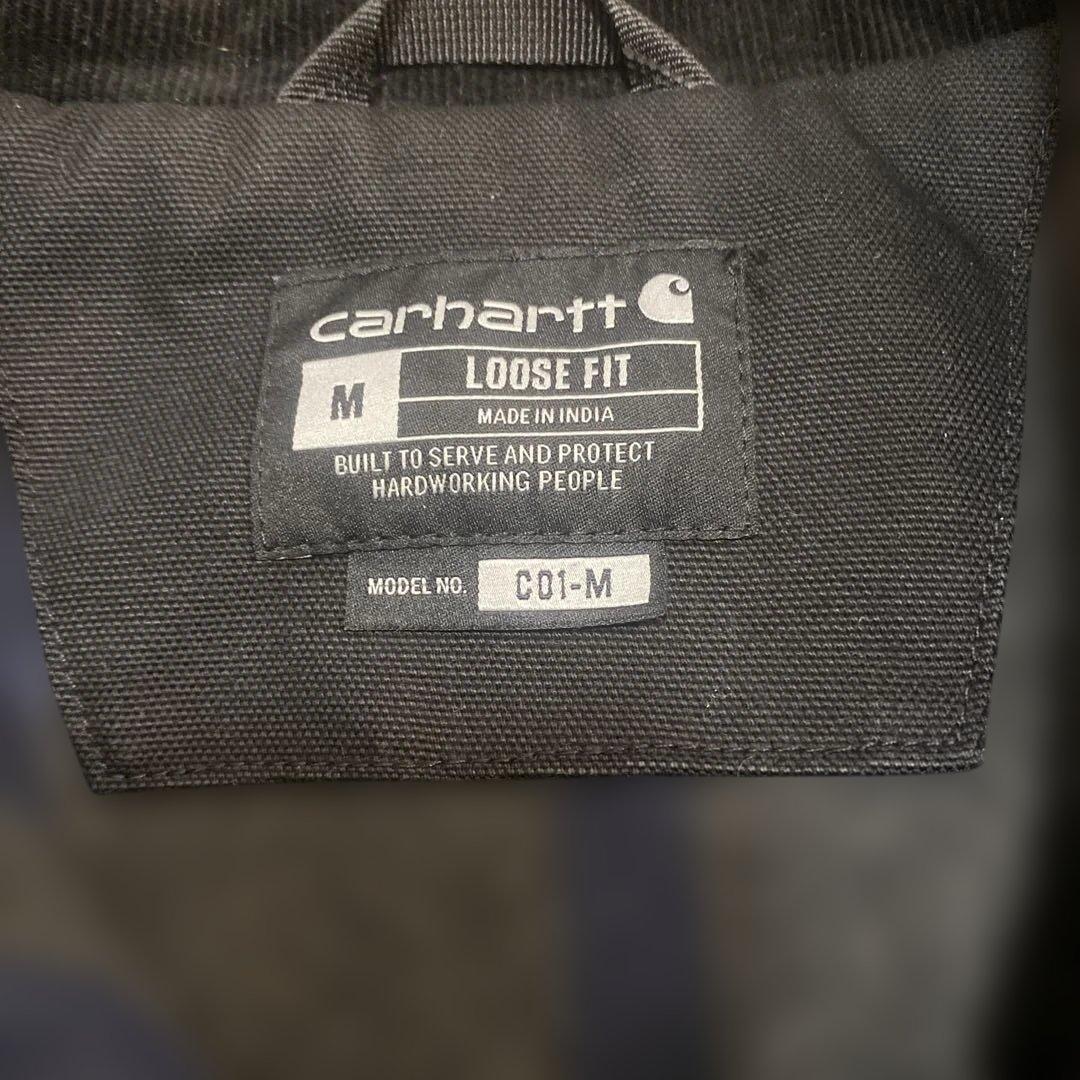 carhartt
M
LOOSE FIT
MADE IN INDIA
BUILT TO SERVE AND PROTECT
HARDWORKING PEOPLE
MODEL NO. C01-M